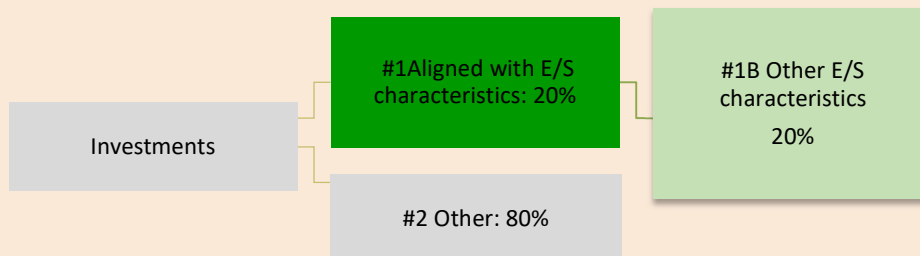 #1Aligned with E/S
characteristics: 20%
#1B Other E/S
characteristics
20%
Investments
#2 Other: 80%